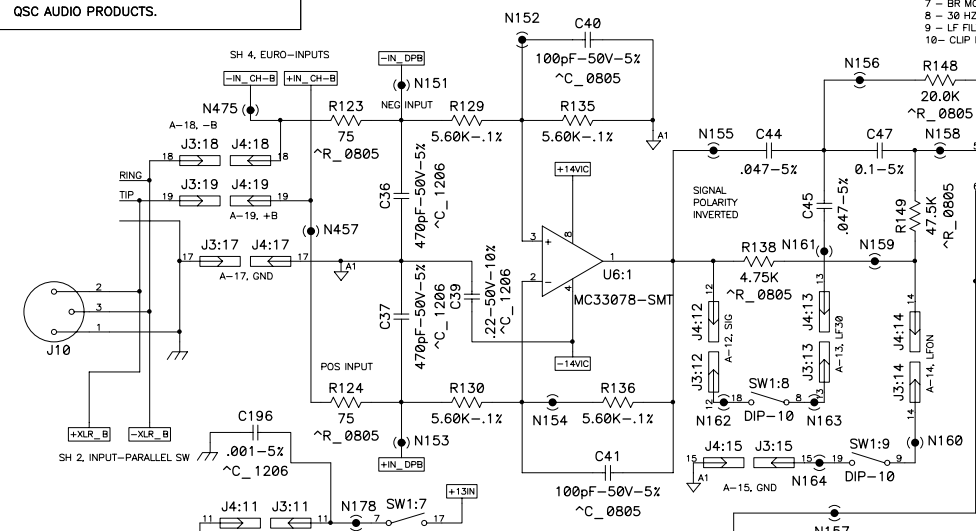 QSC AUDIO PRODUCTS.
7 - BR MO
8 - 30 HZ
9 - LF FIL
10- CLIP
N152
C40
100pF-50V-5%
^C_0805
SH 4, EURO-INPUTS
-IN_CH-B
+IN_CH-B
-IN_DPB
N151
NEG INPUT
N475
R123
75
^R_0805
R129
5.60K-.1%
R135
5.60K-.1%
A1
N156
R148
20.0K
^R_0805
A-18, -B
J3:18
J4:18
18
18
RING
TIP
J3:19
J4:19
19
19
A-19, +B
C36
470pF-50V-5%
^C_1206
+14VIC
N155
C44
.047-5%
C47
0.1-5%
N158
5
SIGNAL
POLARITY
INVERTED
C45
.047-5%
R149
47.5K
^R_0805
N457
J3:17
J4:17
17
17
A-17, GND
A1
3
+
2
-
8
4
1
U6:1
MC33078-SMT
N161
R138
4.75K
^R_0805
N159
C37
470pF-50V-5%
^C_1206
C39
.22-50V-10%
^C_1206
-14VIC
2
3
1
J10
12
J4:12
J3:12
12
A-12, SIG
13
J4:13
J3:13
13
A-13, LF30
14
J4:14
J3:14
14
A-14, LFON
POS INPUT
R124
75
^R_0805
R130
5.60K-.1%
N154
R136
5.60K-.1%
SW1:8
18
8
DIP-10
N162
N163
+XLR_B
-XLR_B
SH 2, INPUT-PARALLEL SW
C196
.001-5%
^C_1206
N153
+IN_DPB
C41
100pF-50V-5%
^C_0805
J4:15
J3:15
15
15
A1
A-15, GND
N164
SW1:9
19
9
DIP-10
N160
J4:11
J3:11
11
11
N178
SW1:7
7
17
+13IN
N157